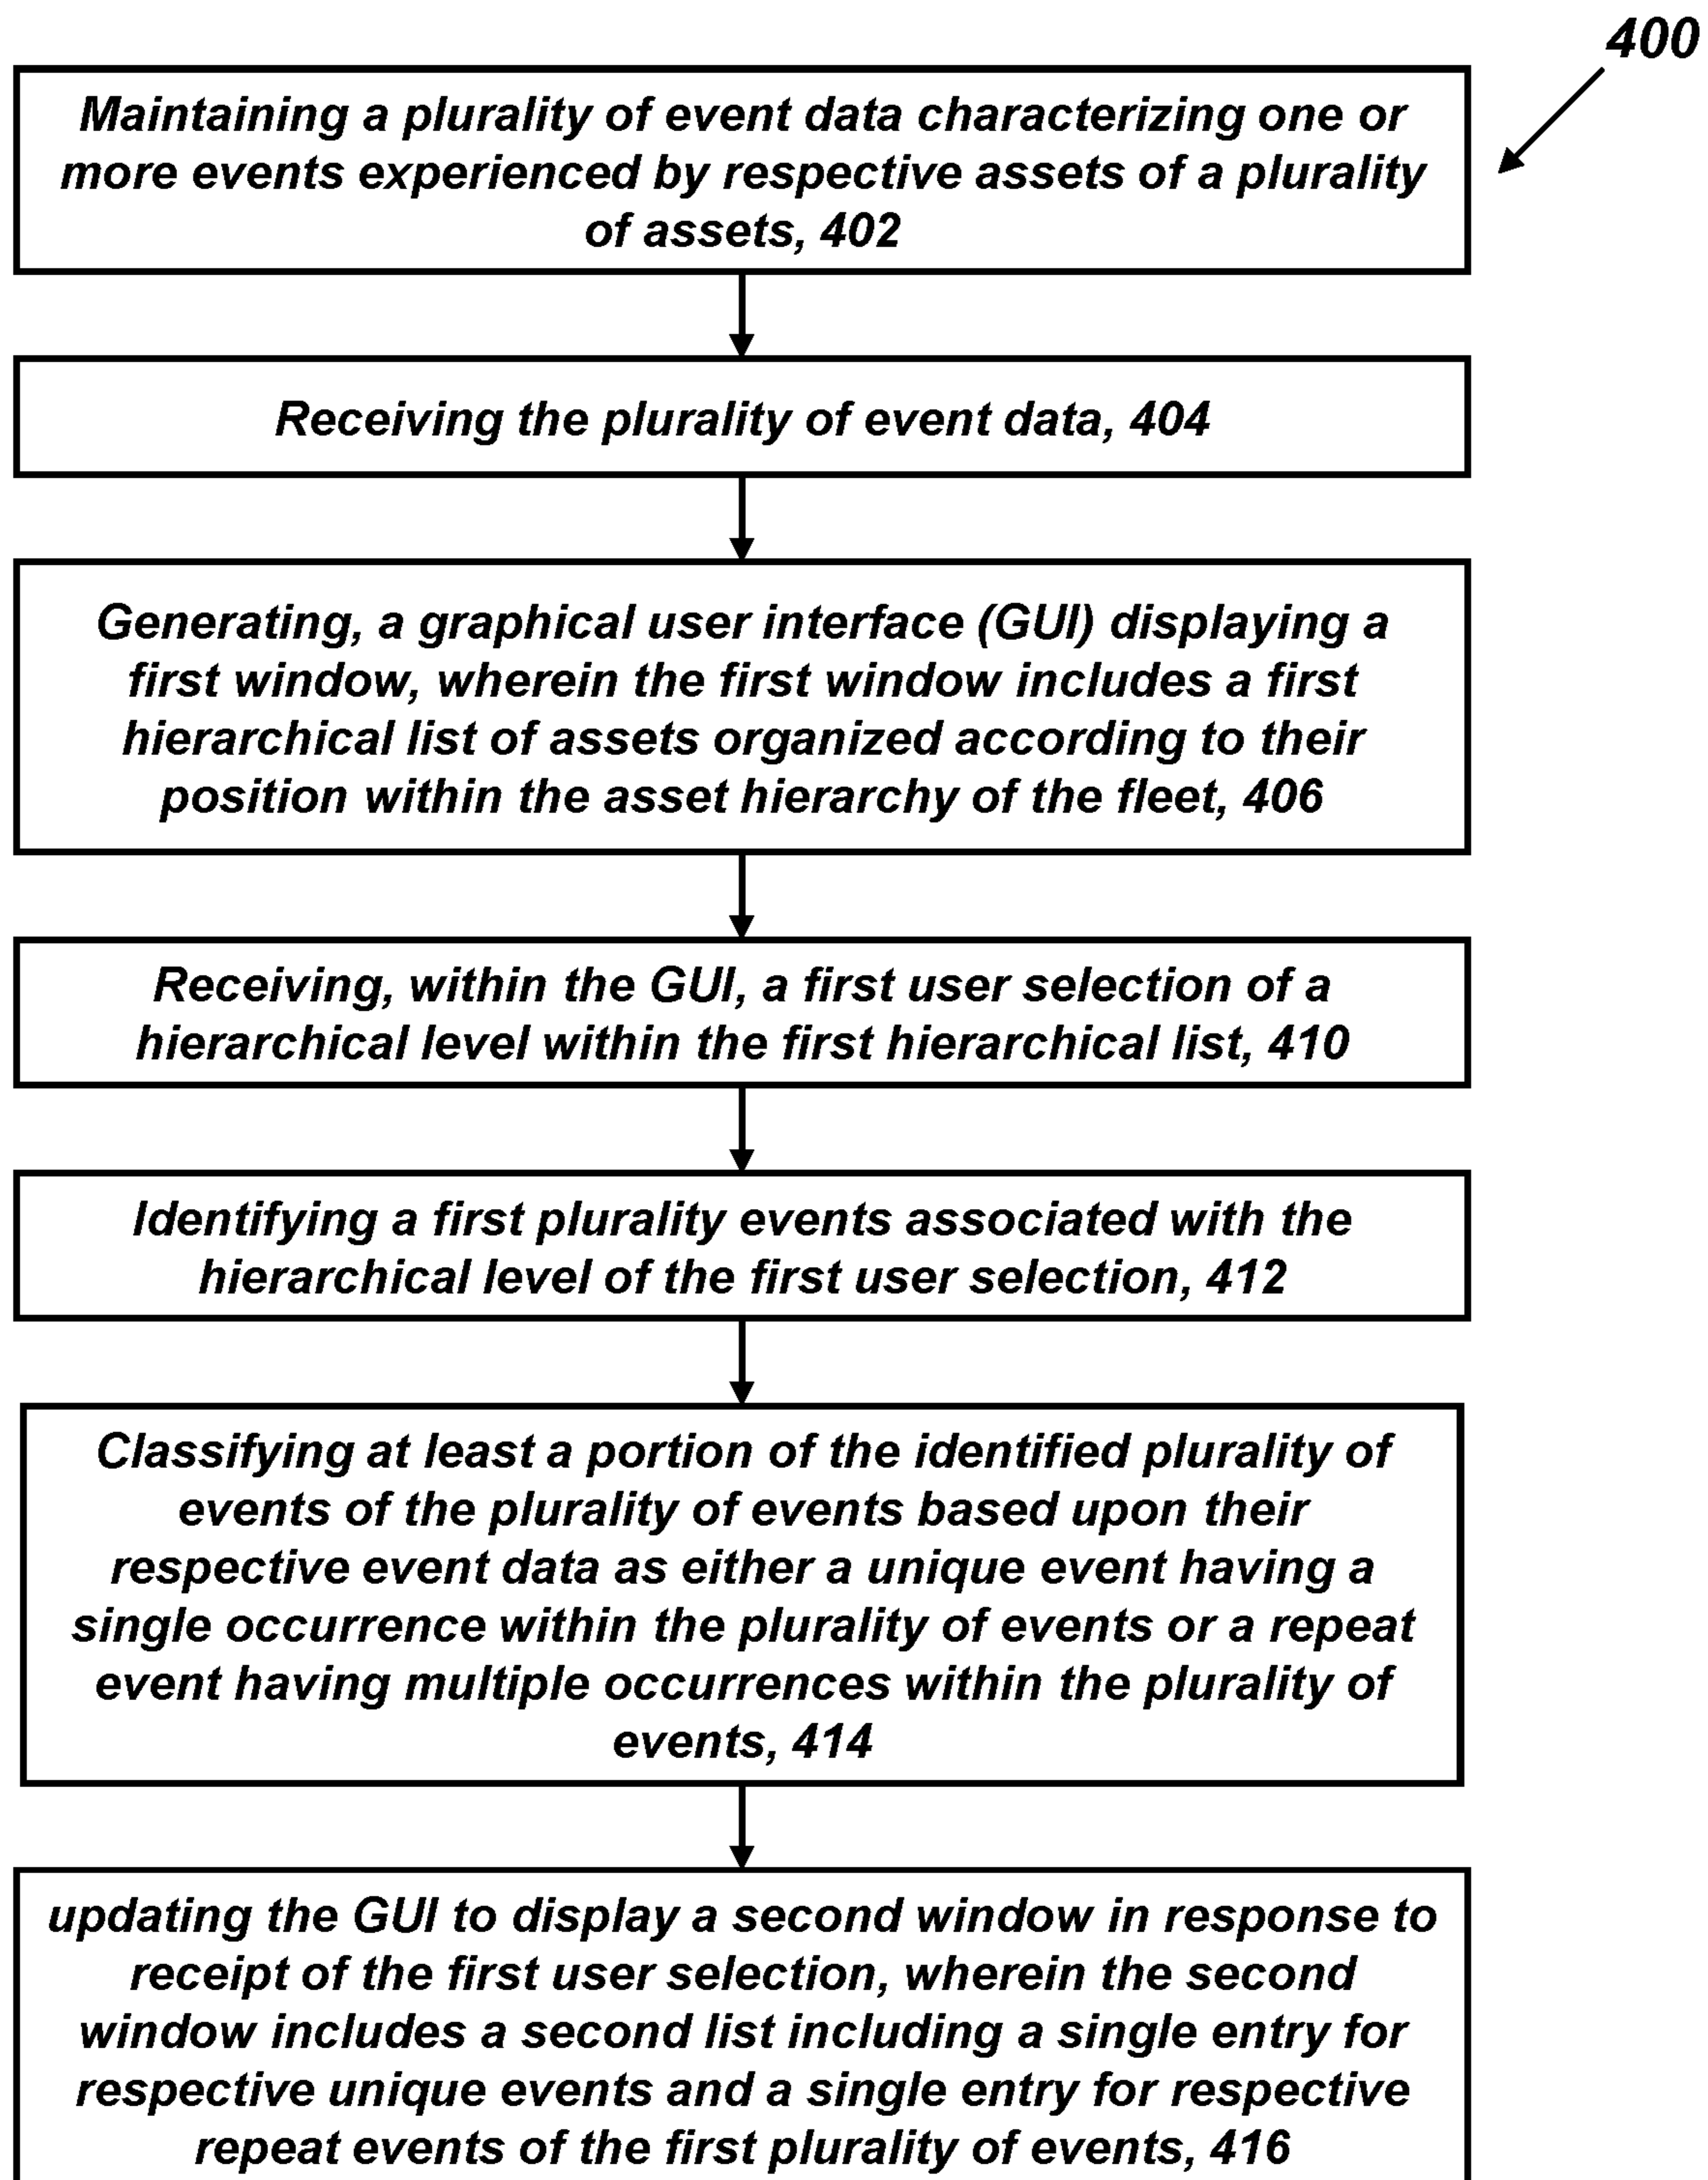 400
Maintaining a plurality of event data characterizing one or
more events experienced by respective assets of a plurality
of assets, 402
Receiving the plurality of event data, 404
Generating, a graphical user interface (GUI) displaying a
first window, wherein the first window includes a first
hierarchical list of assets organized according to their
position within the asset hierarchy of the fleet, 406
Receiving, within the GUI, a first user selection of a
hierarchical level within the first hierarchical list, 410
Identifying a first plurality events associated with the
hierarchical level of the first user selection, 412
Classifying at least a portion of the identified plurality of
events of the plurality of events based upon their
respective event data as either a unique event having a
single occurrence within the plurality of events or a repeat
event having multiple occurrences within the plurality of
events, 414
updating the GUI to display a second window in response to
receipt of the first user selection, wherein the second
window includes a second list including a single entry for
respective unique events and a single entry for respective
repeat events of the first plurality of events, 416